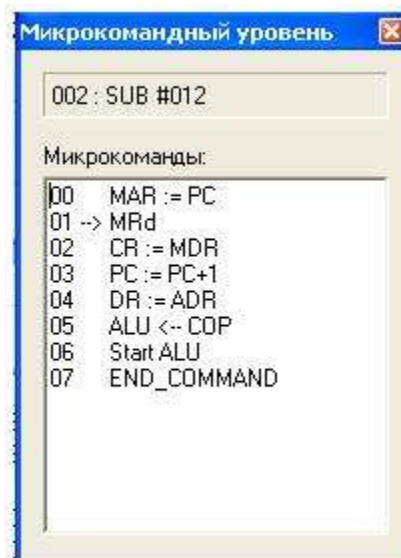 Микрокомандный уровень
002 : SUB #012
Микрокоманды:
00 MAR := PC
01 --> MRd
02 CR := MDR
03 PC := PC+1
04 DR := ADR
05 ALU <-- COP
06 Start ALU
07 END_COMMAND